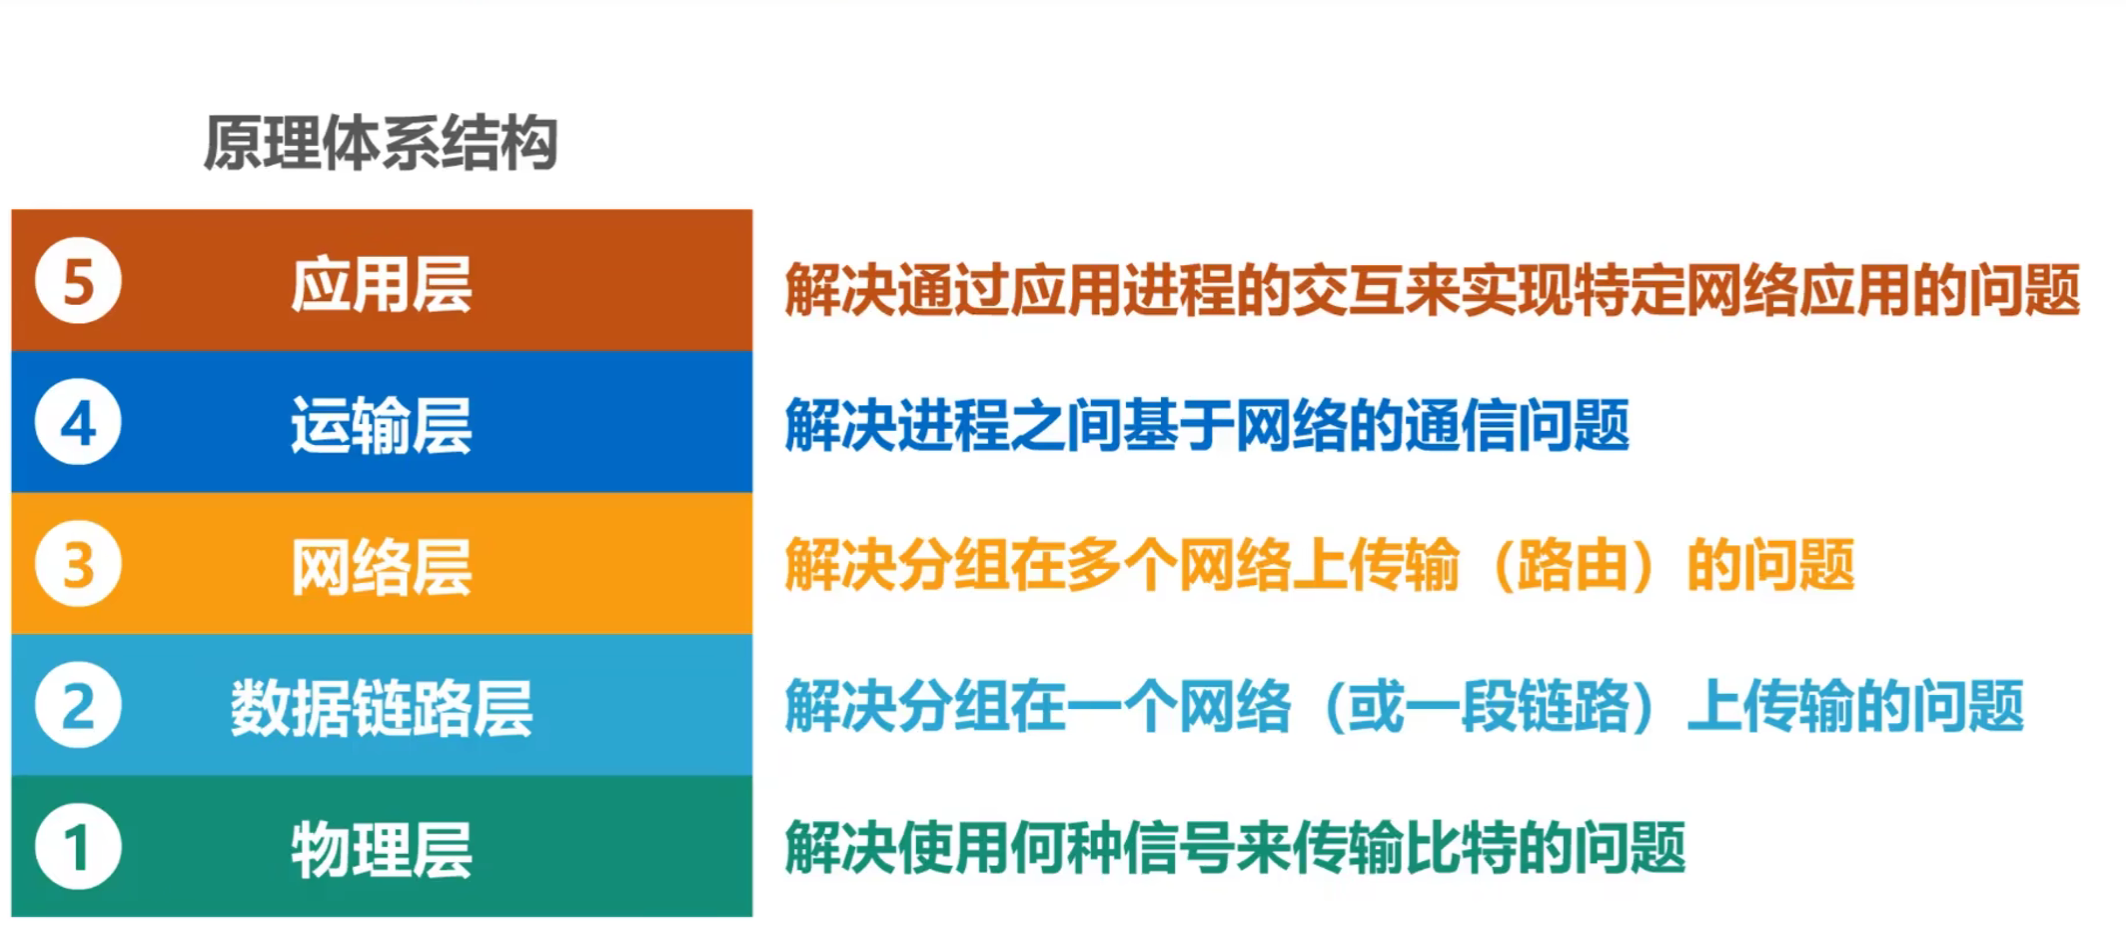 原理体系结构
5 应用层 解决通过应用进程的交互来实现特定网络应用的问题
4 运输层 解决进程之间基于网络的通信问题
3 网络层 解决分组在多个网络上传输（路由）的问题
2 数据链路层 解决分组在一个网络（或一段链路）上传输的问题
1 物理层 解决使用何种信号来传输比特的问题